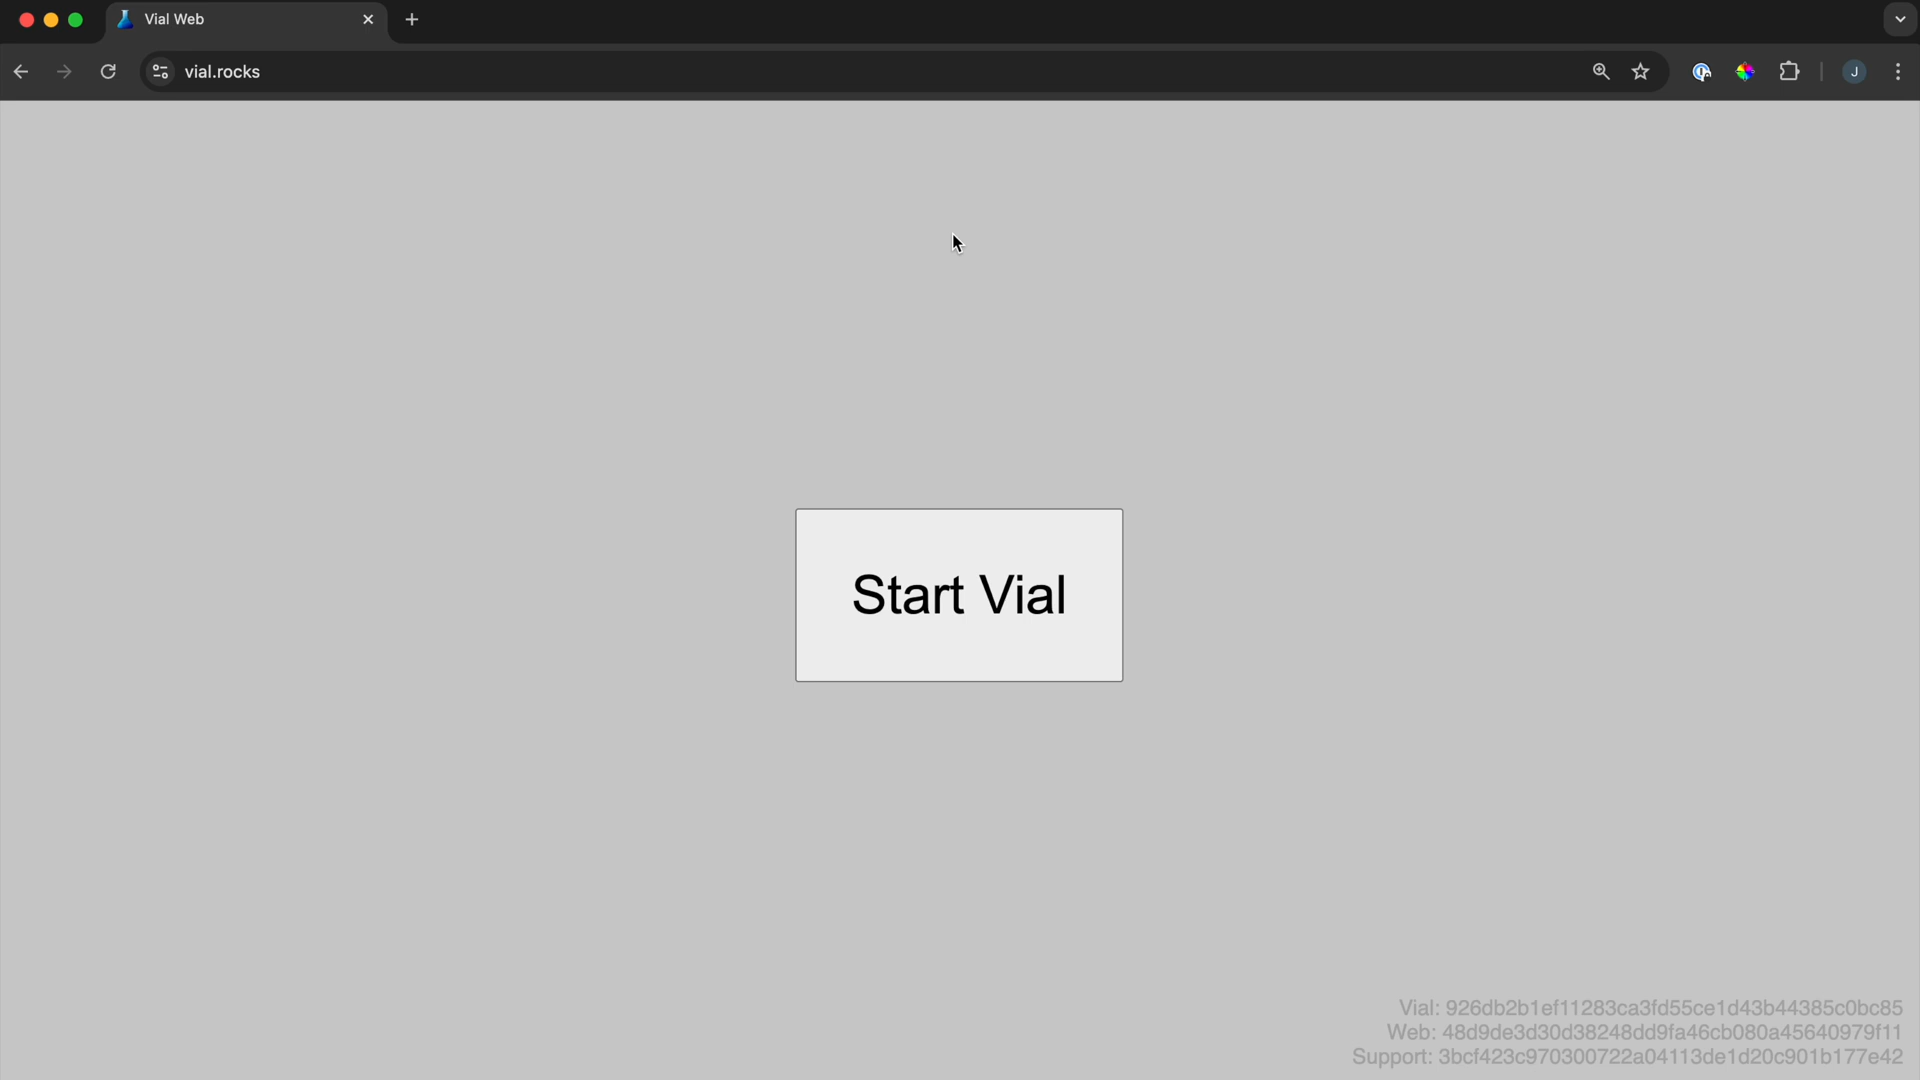 Vial Web
vial.rocks
J
Start Vial
Vial: 926db2b1ef11283ca3fd55ce1d43b44385c0bc85
Web: 48d9de3d30d38248dd9fa46cb080a45640979f11
Support: 3bcf423c970300722a04113de1d20c901b177e42